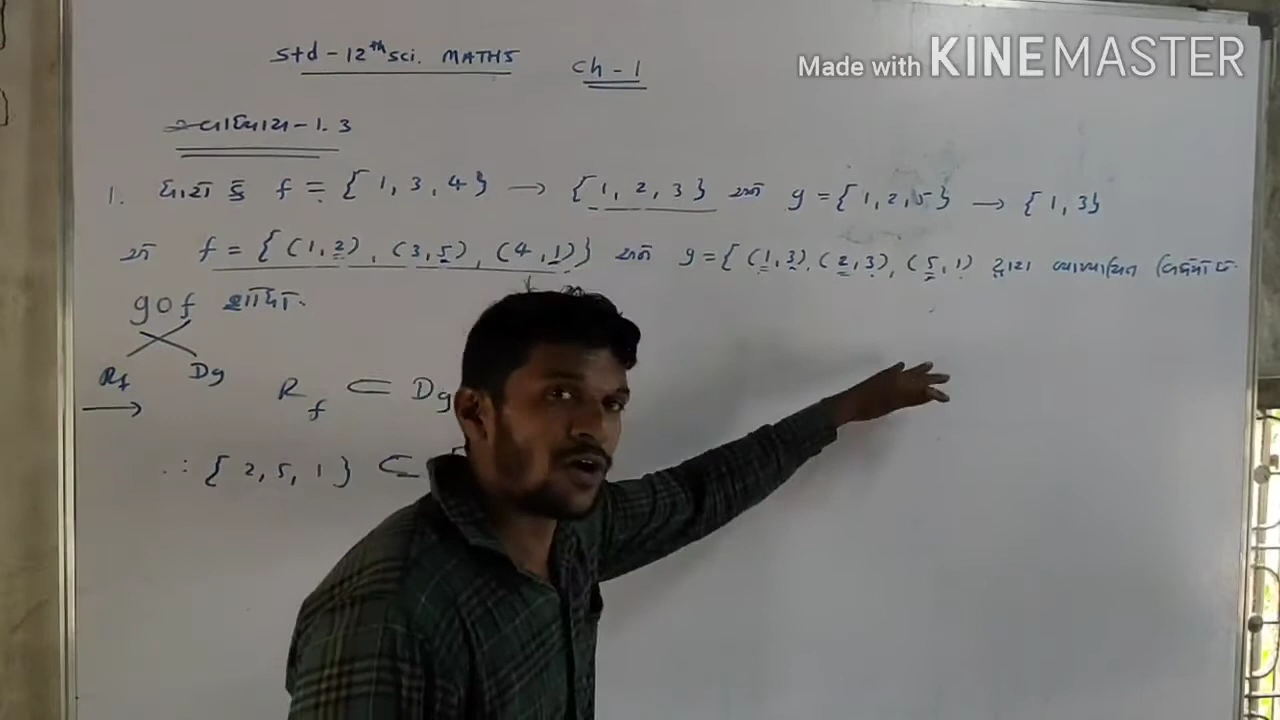 Made with KINEMASTER
Std - 12th sci. MATHS Ch - 1
સ્વાધ્યાય - 1.3
1. ધારો કે f = { 1, 3, 4 } → { 1, 2, 3 } અને g = { 1, 2, 5 } → { 1, 3 }
જો f = { (1, 2), (3, 5), (4, 1) } અને g = { (1, 3), (2, 3), (5, 1) દ્વારા વ્યાખ્યાયિત
gof શોધો.
Rf Dg
→ Rf ⊂ Dg
∴ { 2, 5, 1 } ⊂